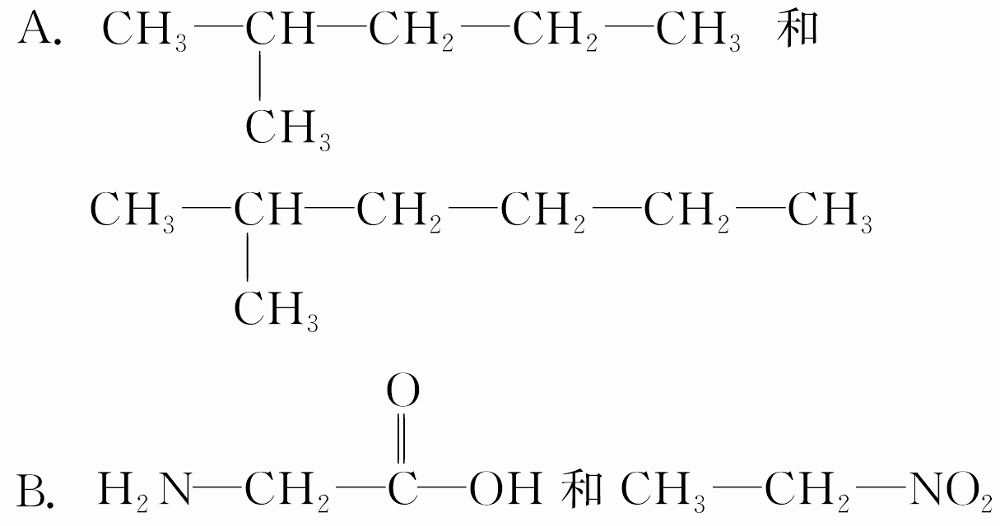 A. CH₃—CH—CH₂—CH₂—CH₃ 和
CH₃
CH₃—CH—CH₂—CH₂—CH₂—CH₃
CH₃
O
B. H₂N—CH₂—C—OH 和 CH₃—CH₂—NO₂